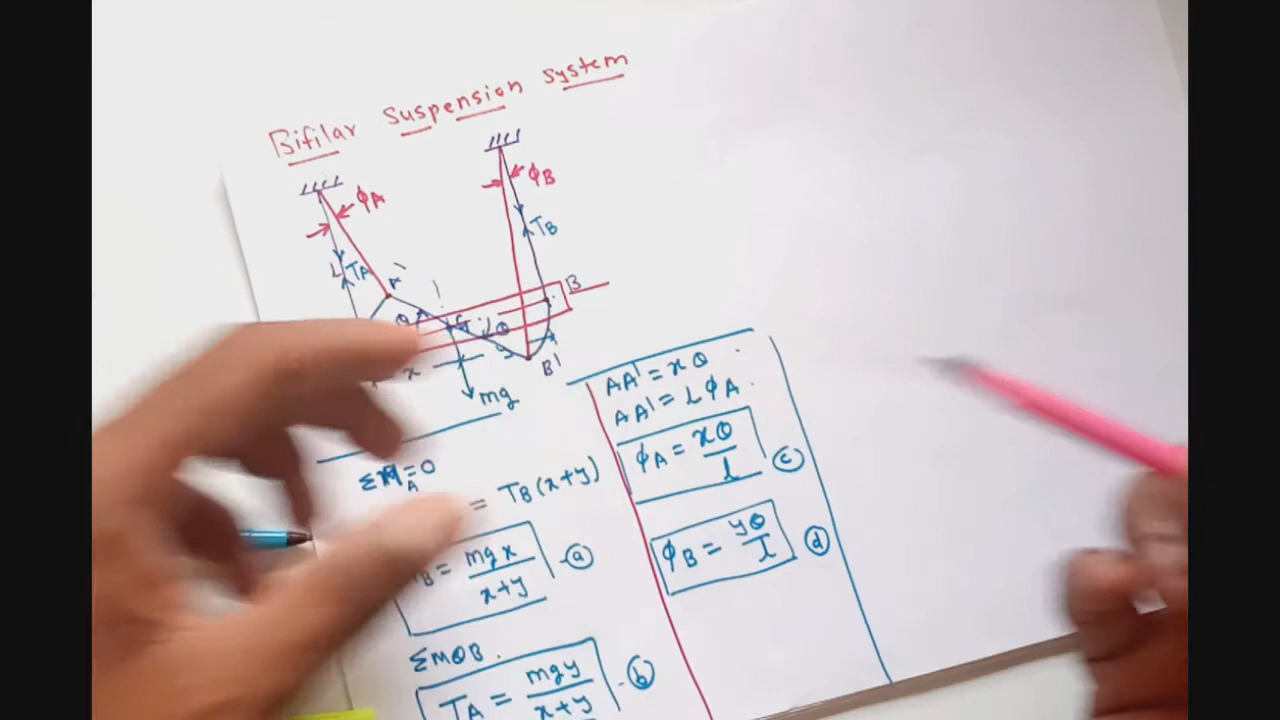 Bifilar Suspension System
ϕA
ϕB
TB
L TA
A'
B
G
θ
θ
x
B'
mg
ΣM_A=0
= TB(x+y)
B = mgx / x+y -(a)
ΣM@B.
TA = mgy / x+y -(b)
AA' = xθ
AA' = LϕA
ϕA = xθ / l (c)
ϕB = yθ / l (d)